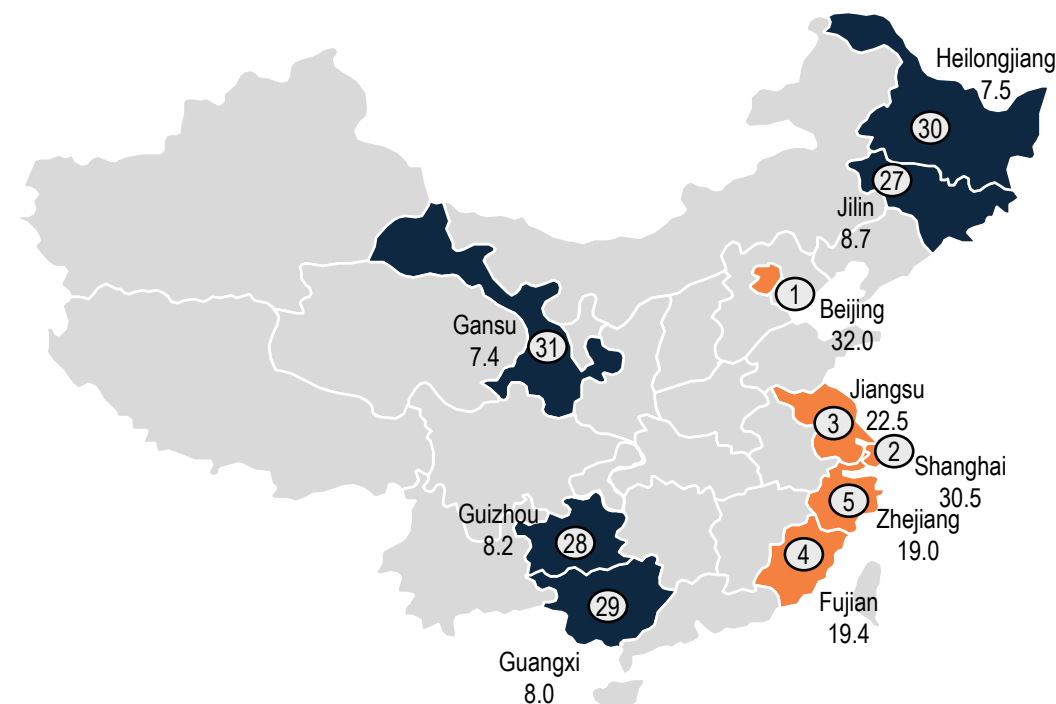 Heilongjiang
7.5
30
27
Jilin
8.7
1
Beijing
32.0
Gansu
7.4
31
Jiangsu
22.5
3
2
Shanghai
30.5
5
Zhejiang
19.0
Guizhou
8.2
28
4
Fujian
19.4
29
Guangxi
8.0